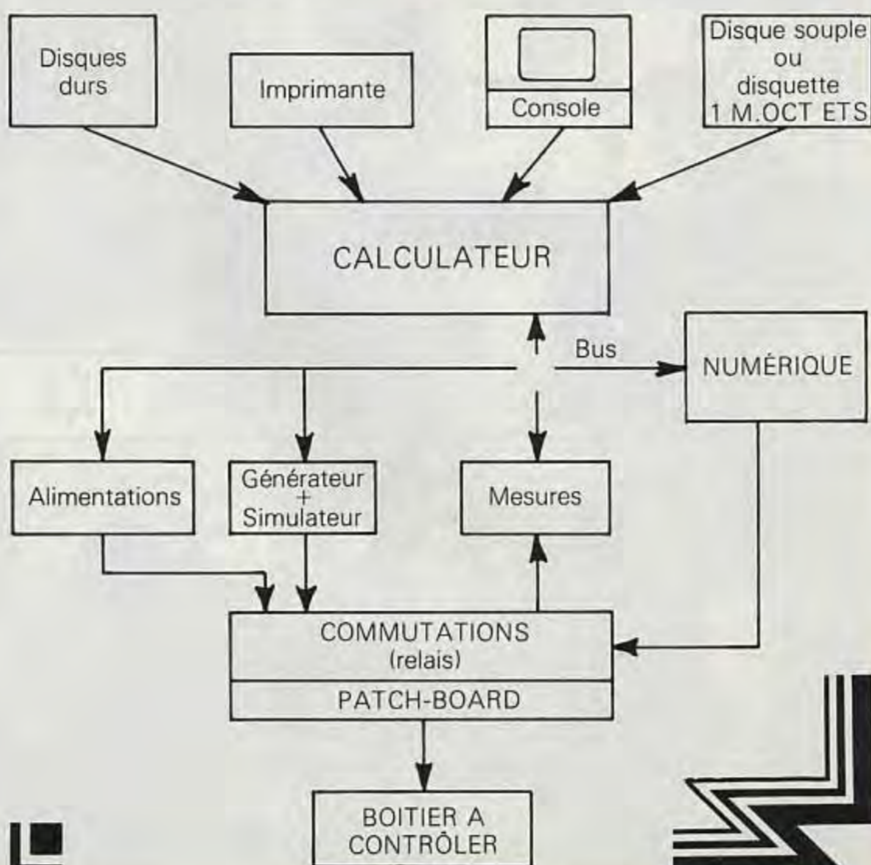 Disques
durs
Imprimante
Console
Disque souple
ou
disquette
1 M.OCT ETS
CALCULATEUR
Bus
NUMÉRIQUE
Alimentations
Générateur
+
Simulateur
Mesures
COMMUTATIONS
(relais)
PATCH-BOARD
BOITIER A
CONTRÔLER